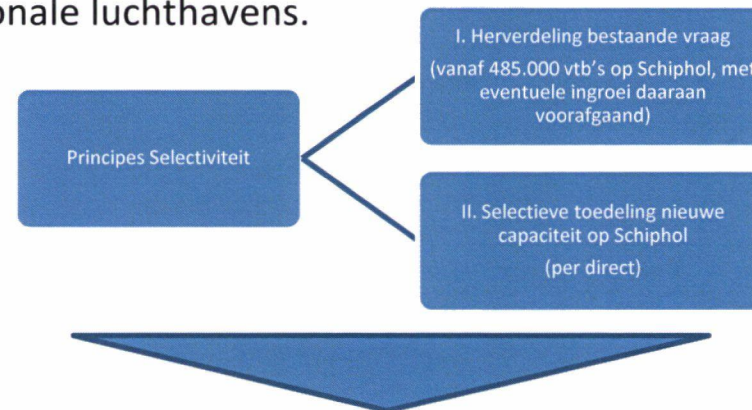 onale luchthavens.
I. Herverdeling bestaande vraag
(vanaf 485.000 vtb's op Schiphol, met
eventuele ingroei daaraan
voorafgaand)
Principes Selectiviteit
II. Selectieve toedeling nieuwe
capaciteit op Schiphol
(per direct)